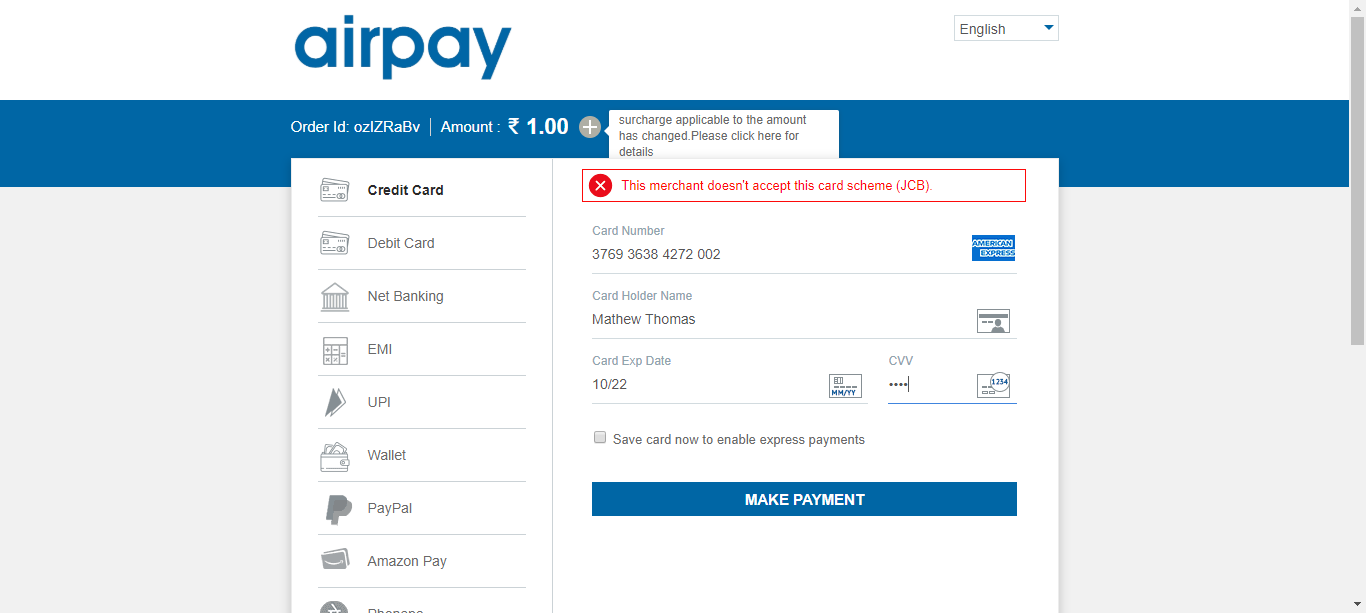 airpay
English
Order Id: ozIZRaBv
Amount : ₹ 1.00
surcharge applicable to the amount
has changed.Please click here for
details
Credit Card
Debit Card
Net Banking
EMI
UPI
Wallet
PayPal
Amazon Pay
Phonepe
This merchant doesn't accept this card scheme (JCB).
Card Number
3769 3638 4272 002
AMERICAN
EXPRESS
Card Holder Name
Mathew Thomas
Card Exp Date
10/22
MM/YY
CVV
••••
1234
Save card now to enable express payments
MAKE PAYMENT